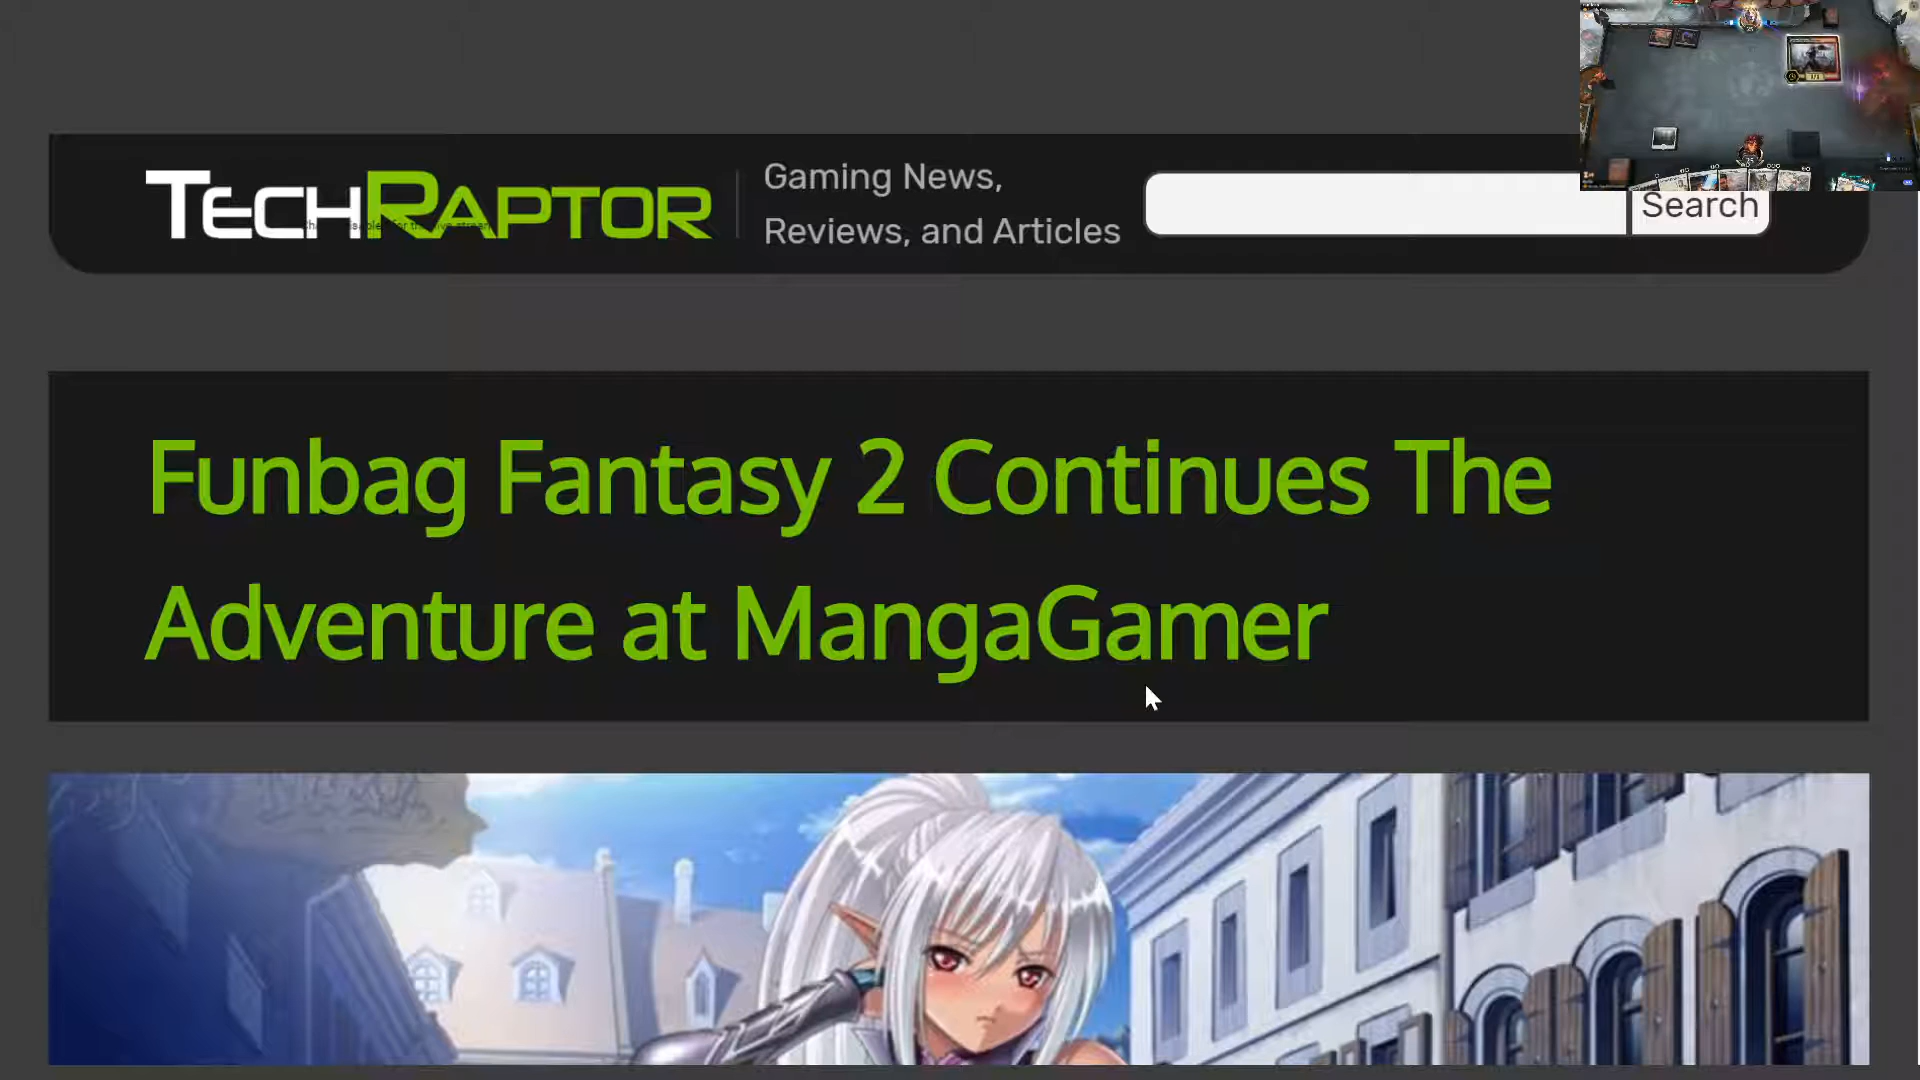 TECHRAPTOR
Gaming News,
Reviews, and Articles
Search
Funbag Fantasy 2 Continues The
Adventure at MangaGamer